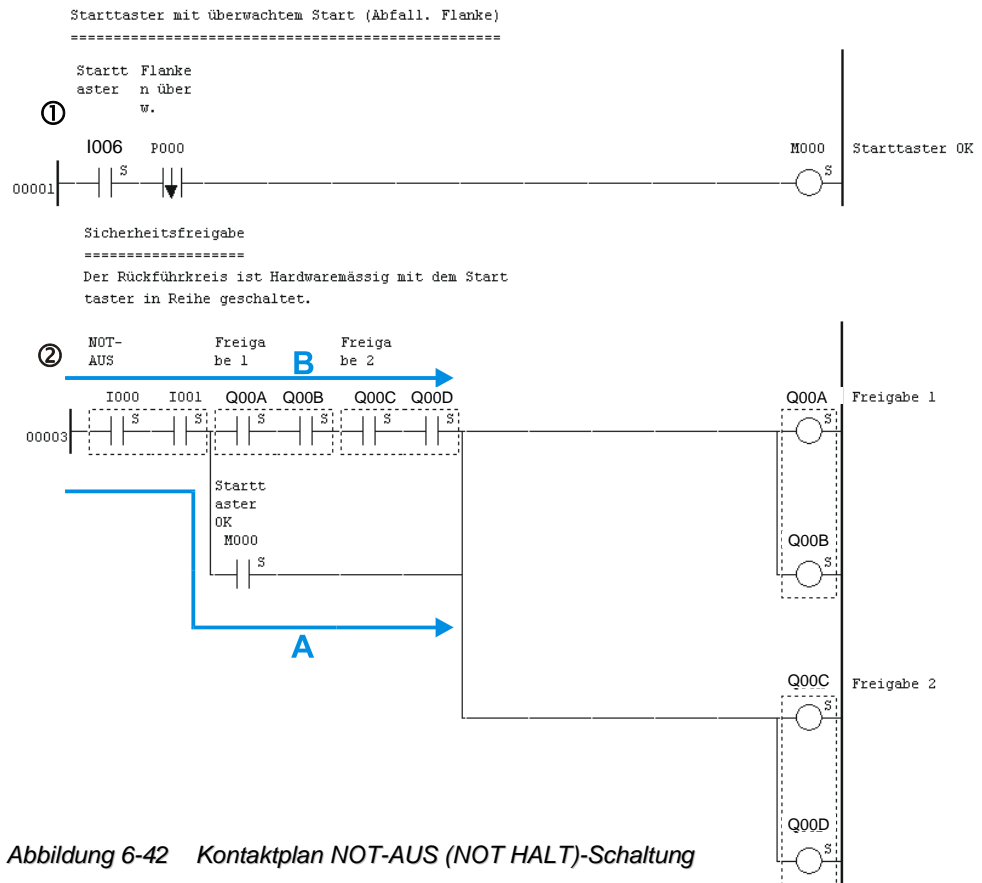 Starttaster mit überwachtem Start (Abfall. Flanke)
==================================================
Startt Flanke
aster n über
w.
①
I006 P000 M000 Starttaster OK
S S
00001
Sicherheitsfreigabe
===================
Der Rückführkreis ist Hardwaremässig mit dem Start
taster in Reihe geschaltet.
② NOT- Freiga Freiga
AUS be 1 B be 2
I000 I001 Q00A Q00B Q00C Q00D Q00A Freigabe 1
S S S S S S S
00003
Startt
aster
OK
M000 Q00B
S S
A
Q00C Freigabe 2
S
Q00D
S
Abbildung 6-42 Kontaktplan NOT-AUS (NOT HALT)-Schaltung